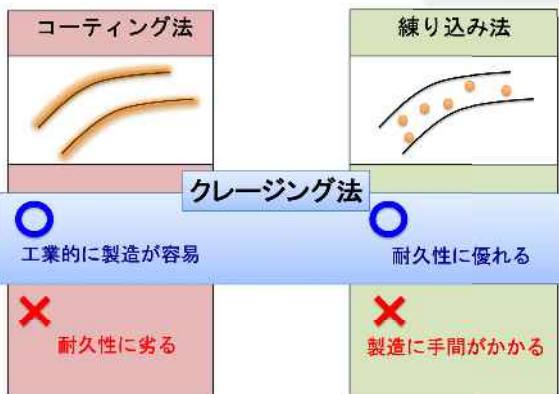 コーティング法
練り込み法
クレージング法
工業的に製造が容易
耐久性に優れる
耐久性に劣る
製造に手間がかかる